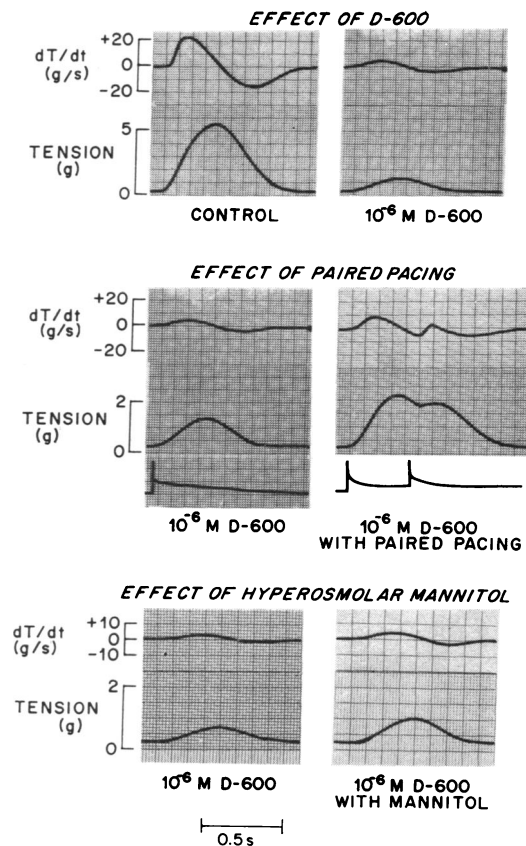 EFFECT OF D-600
dT/dt
(g/s)
+20
0
-20
TENSION
(g)
5
0
CONTROL
10⁻⁶ M D-600
EFFECT OF PAIRED PACING
dT/dt
(g/s)
+20
0
-20
TENSION
(g)
2
0
10⁻⁶ M D-600
10⁻⁶ M D-600
WITH PAIRED PACING
EFFECT OF HYPEROSMOLAR MANNITOL
dT/dt
(g/s)
+10
0
-10
TENSION
(g)
2
0
10⁻⁶ M D-600
10⁻⁶ M D-600
WITH MANNITOL
0.5s